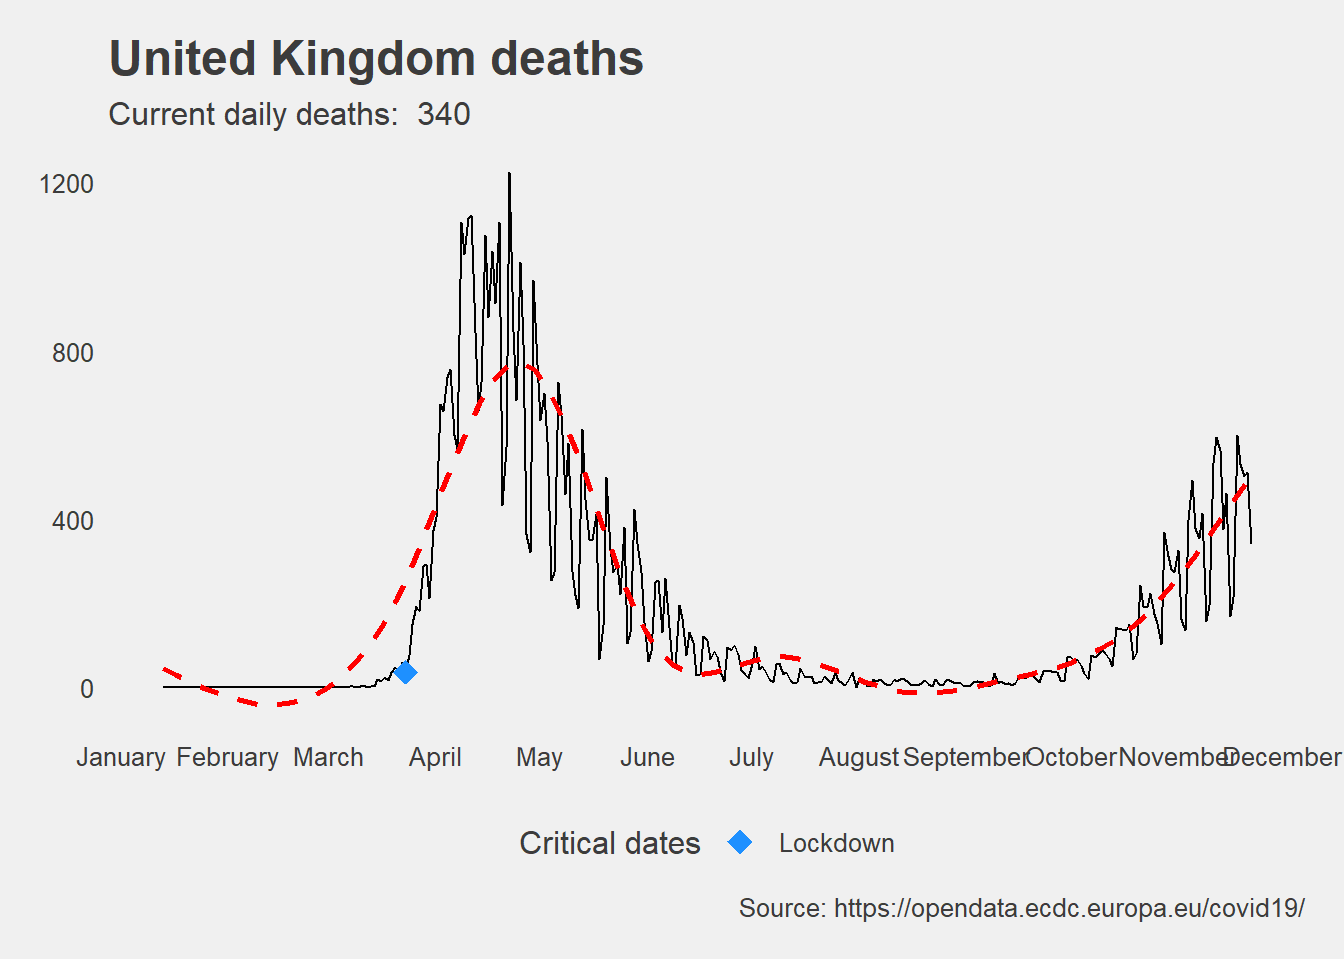 United Kingdom deaths
Current daily deaths:  340
1200
800
400
0
January February March April May June July August September October November December
Critical dates Lockdown
Source: https://opendata.ecdc.europa.eu/covid19/